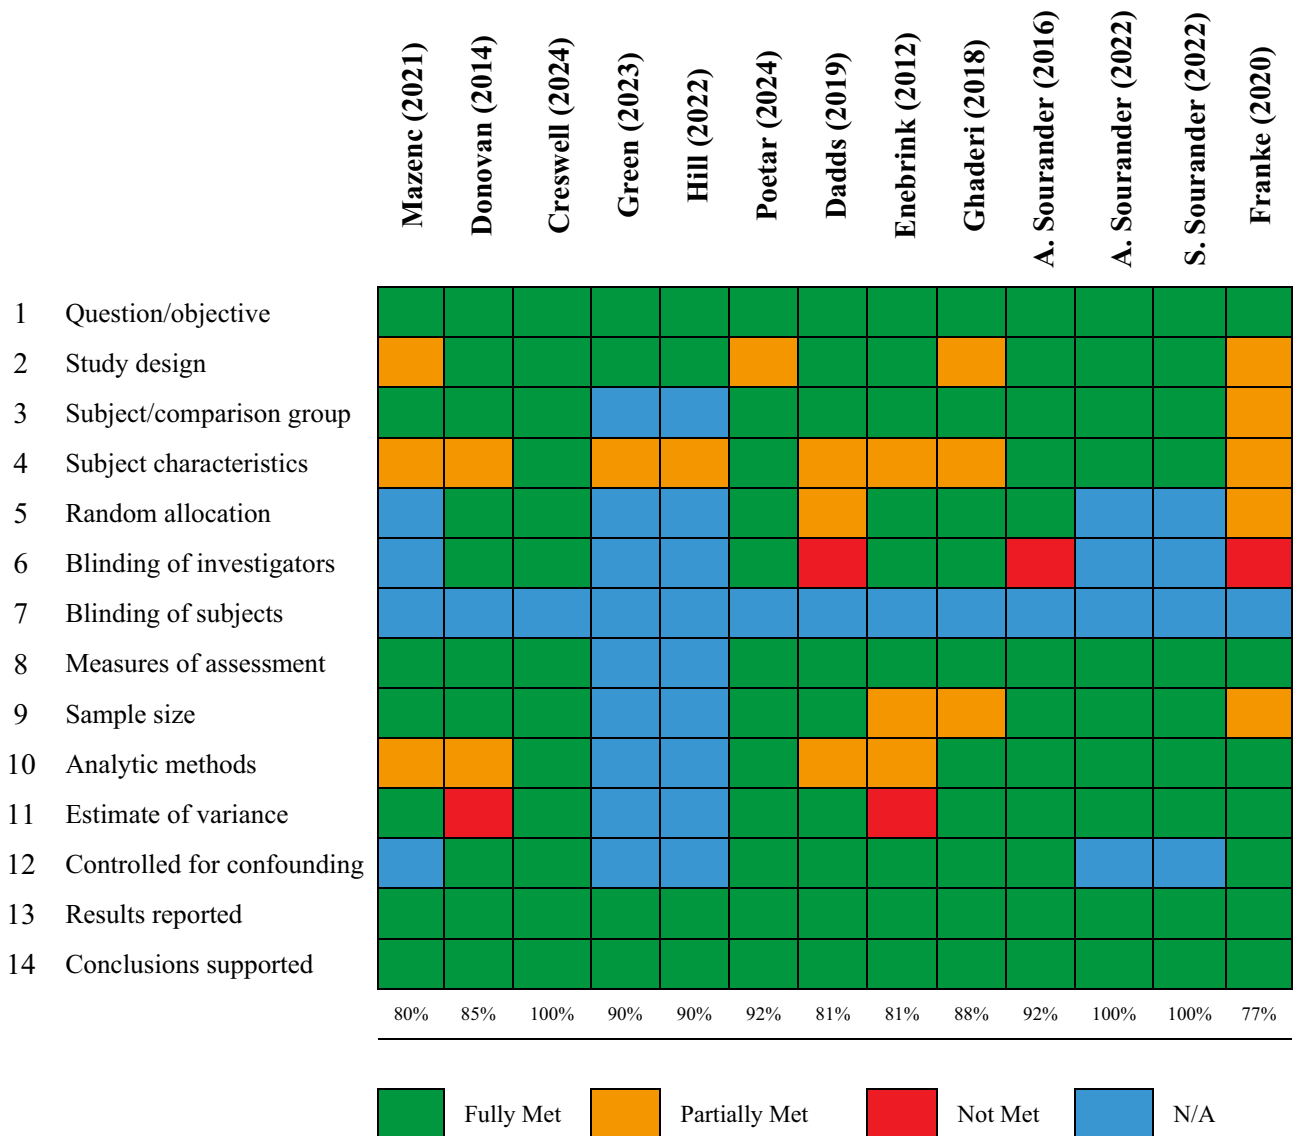 Mazenc (2021)
Donovan (2014)
Creswell (2024)
Green (2023)
Hill (2022)
Poetar (2024)
Dadds (2019)
Enebrink (2012)
Ghaderi (2018)
A. Sourander (2016)
A. Sourander (2022)
S. Sourander (2022)
Franke (2020)
1 Question/objective
2 Study design
3 Subject/comparison group
4 Subject characteristics
5 Random allocation
6 Blinding of investigators
7 Blinding of subjects
8 Measures of assessment
9 Sample size
10 Analytic methods
11 Estimate of variance
12 Controlled for confounding
13 Results reported
14 Conclusions supported
80% 85% 100% 90% 90% 92% 81% 81% 88% 92% 100% 100% 77%
Fully Met Partially Met Not Met N/A